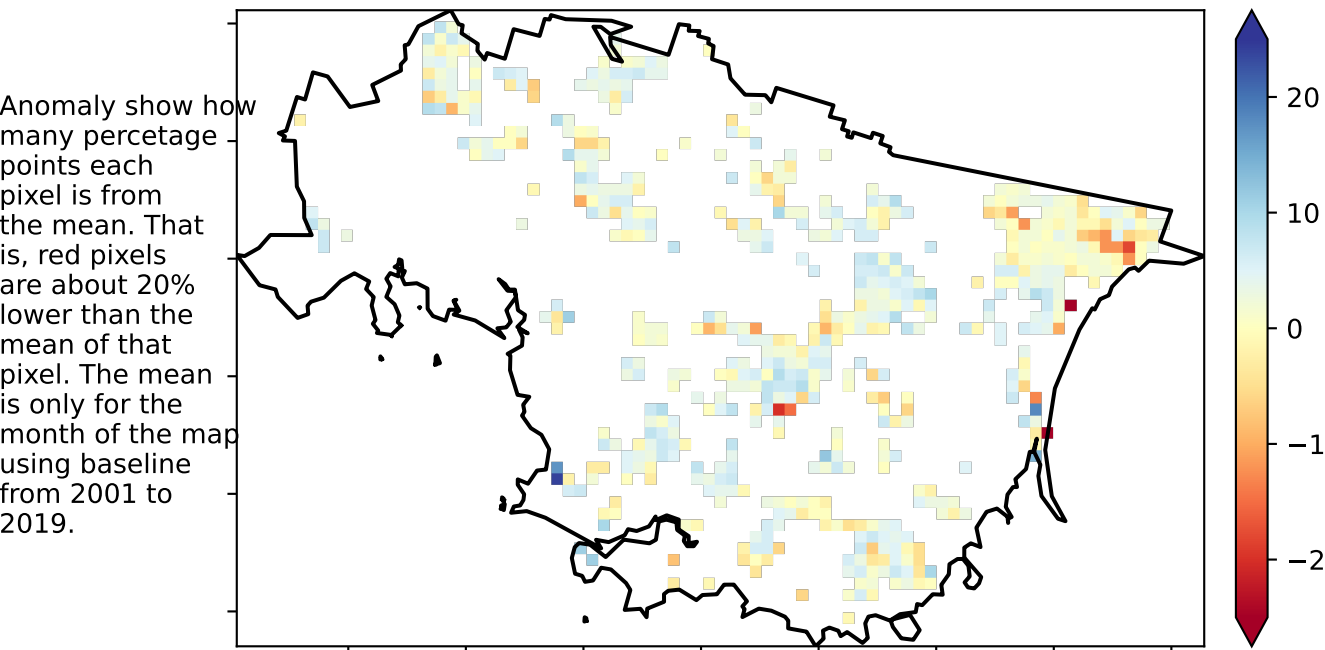 Anomaly show how
many percetage
points each
pixel is from
the mean. That
is, red pixels
are about 20%
lower than the
mean of that
pixel. The mean
is only for the
month of the map
using baseline
from 2001 to
2019.
20
10
0
−1
−2